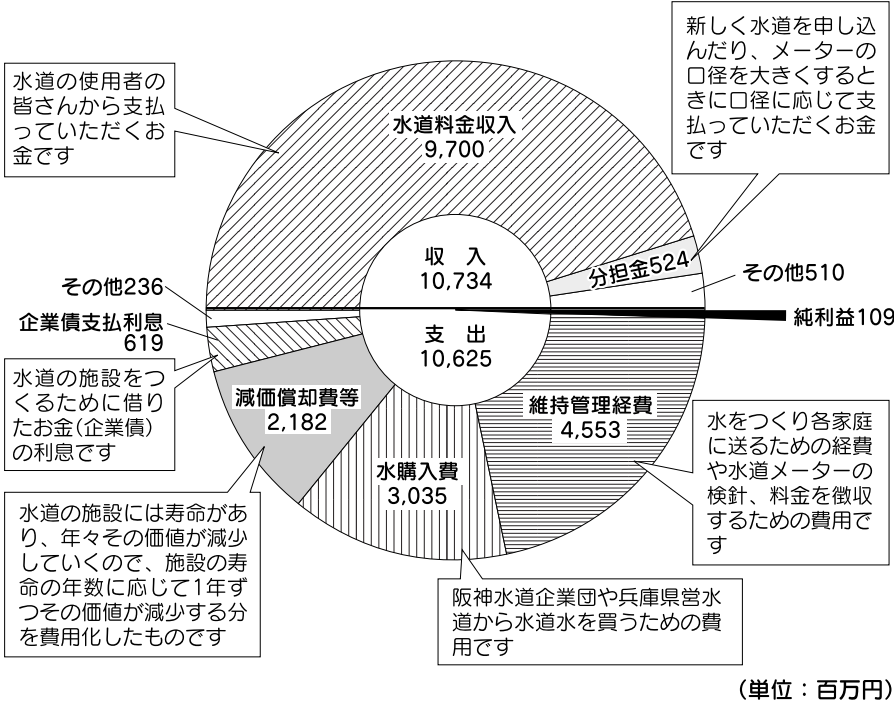 新しく水道を申し込
んだり、メーターの
口径を大きくすると
きに口径に応じて支
払っていただくお金
です
水道の使用者の
皆さんから支払
っていただくお
金です
水道料金収入
9,700
収　入
10,734
分担金524
その他510
純利益109
その他236
企業債支払利息
619
支　出
10,625
水道の施設をつ
くるために借り
たお金(企業債)
の利息です
減価償却費等
2,182
維持管理経費
4,553
水購入費
3,035
水をつくり各家庭
に送るための経費
や水道メーターの
検針、料金を徴収
するための費用で
す
水道の施設には寿命があ
り、年々その価値が減少
していくので、施設の寿
命の年数に応じて1年ず
つその価値が減少する分
を費用化したものです
阪神水道企業団や兵庫県営水
道から水道水を買うための費
用です
（単位：百万円）